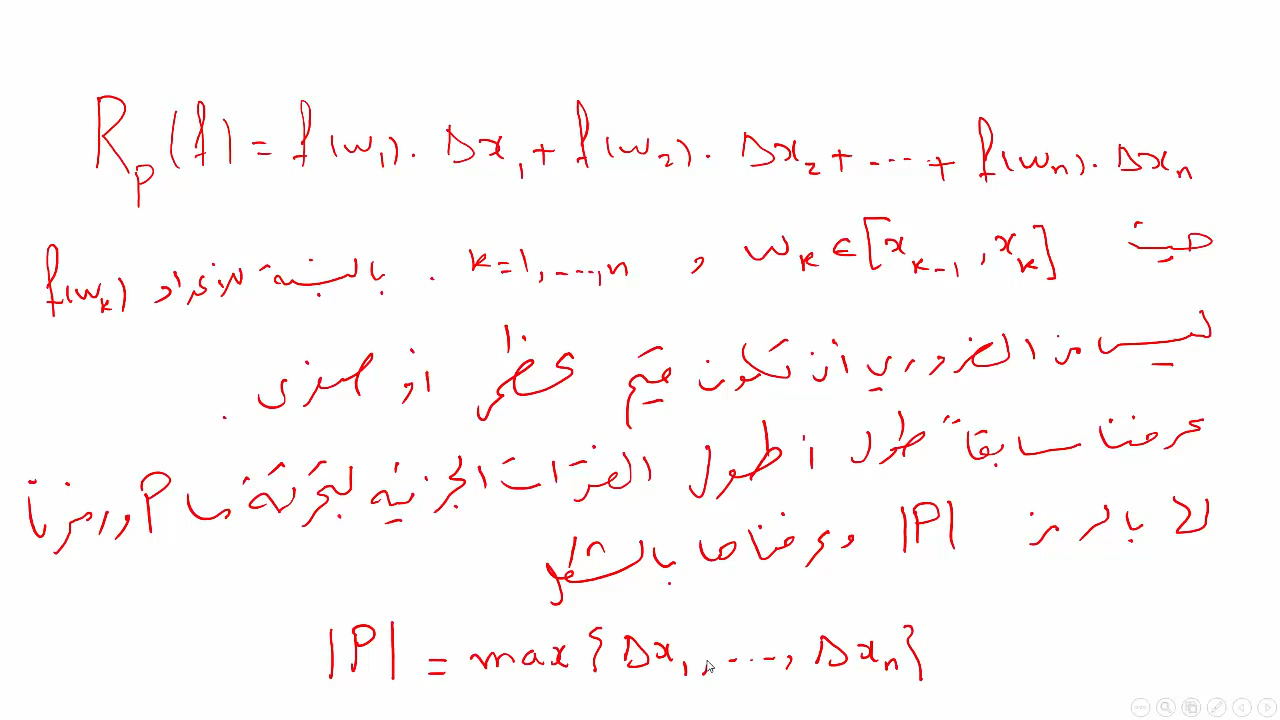 R_p(f) = f(w_1). Δx_1 + f(w_2). Δx_2 + .... + f(w_n). Δx_n
حيث w_k ∈ [x_{k-1}, x_k] , k=1,....,n . بالنسبة للأعداد f(w_k)
ليس من الضروري أن تكون قيم عظمى أو صغرى .
عرفنا سابقاً طول أطول الفترات الجزئية لتجزئة ما P ورمزنا
له بالرمز |P| وعرفناها بالشكل
|P| = max {Δx_1, ...., Δx_n}